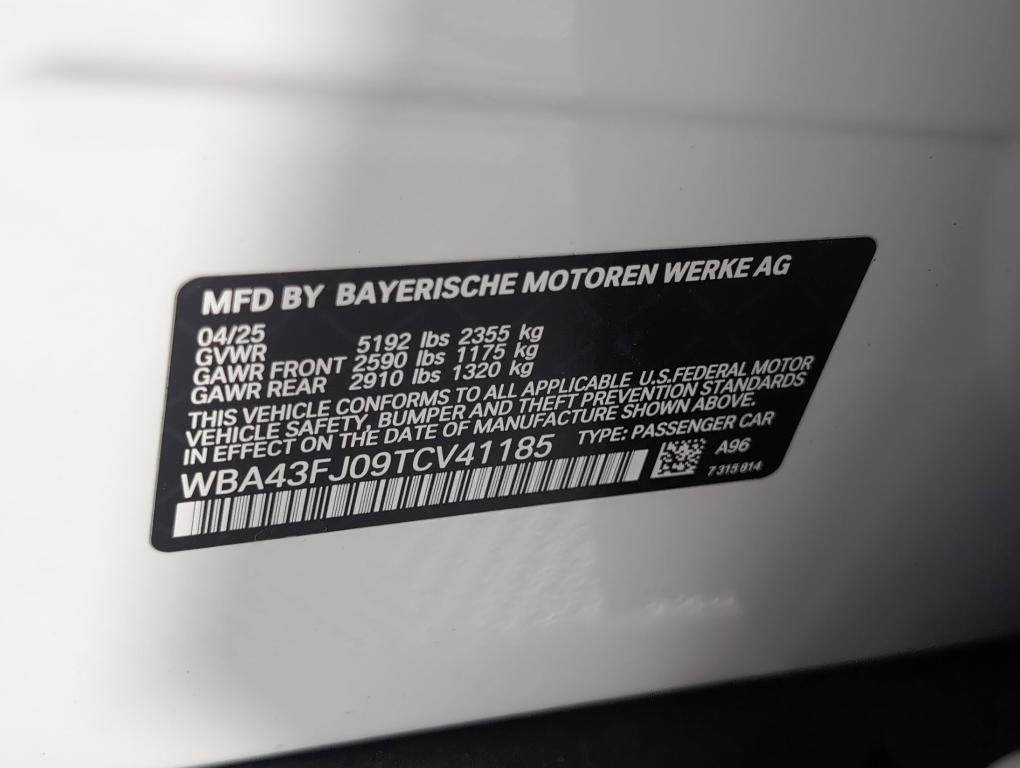 MFD BY BAYERISCHE MOTOREN WERKE AG
04/25
GVWR 5192 lbs 2355 kg
GAWR FRONT 2590 lbs 1175 kg
GAWR REAR 2910 lbs 1320 kg
THIS VEHICLE CONFORMS TO ALL APPLICABLE U.S.FEDERAL MOTOR
VEHICLE SAFETY, BUMPER AND THEFT PREVENTION STANDARDS
IN EFFECT ON THE DATE OF MANUFACTURE SHOWN ABOVE.
WBA43FJ09TCV41185 TYPE: PASSENGER CAR
A96
7 315 814